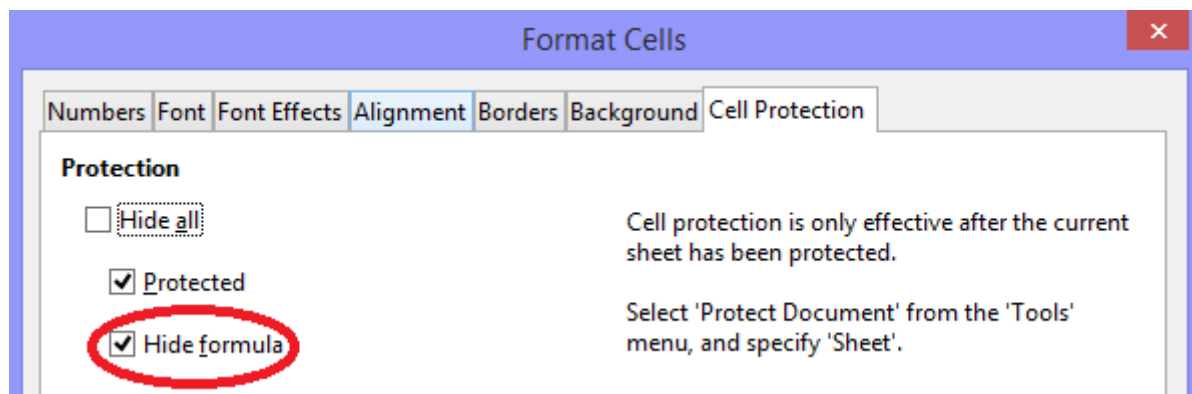 Format Cells
Numbers Font Font Effects Alignment Borders Background Cell Protection
Protection
Hide all
Cell protection is only effective after the current
sheet has been protected.
Protected
Select 'Protect Document' from the 'Tools'
menu, and specify 'Sheet'.
Hide formula